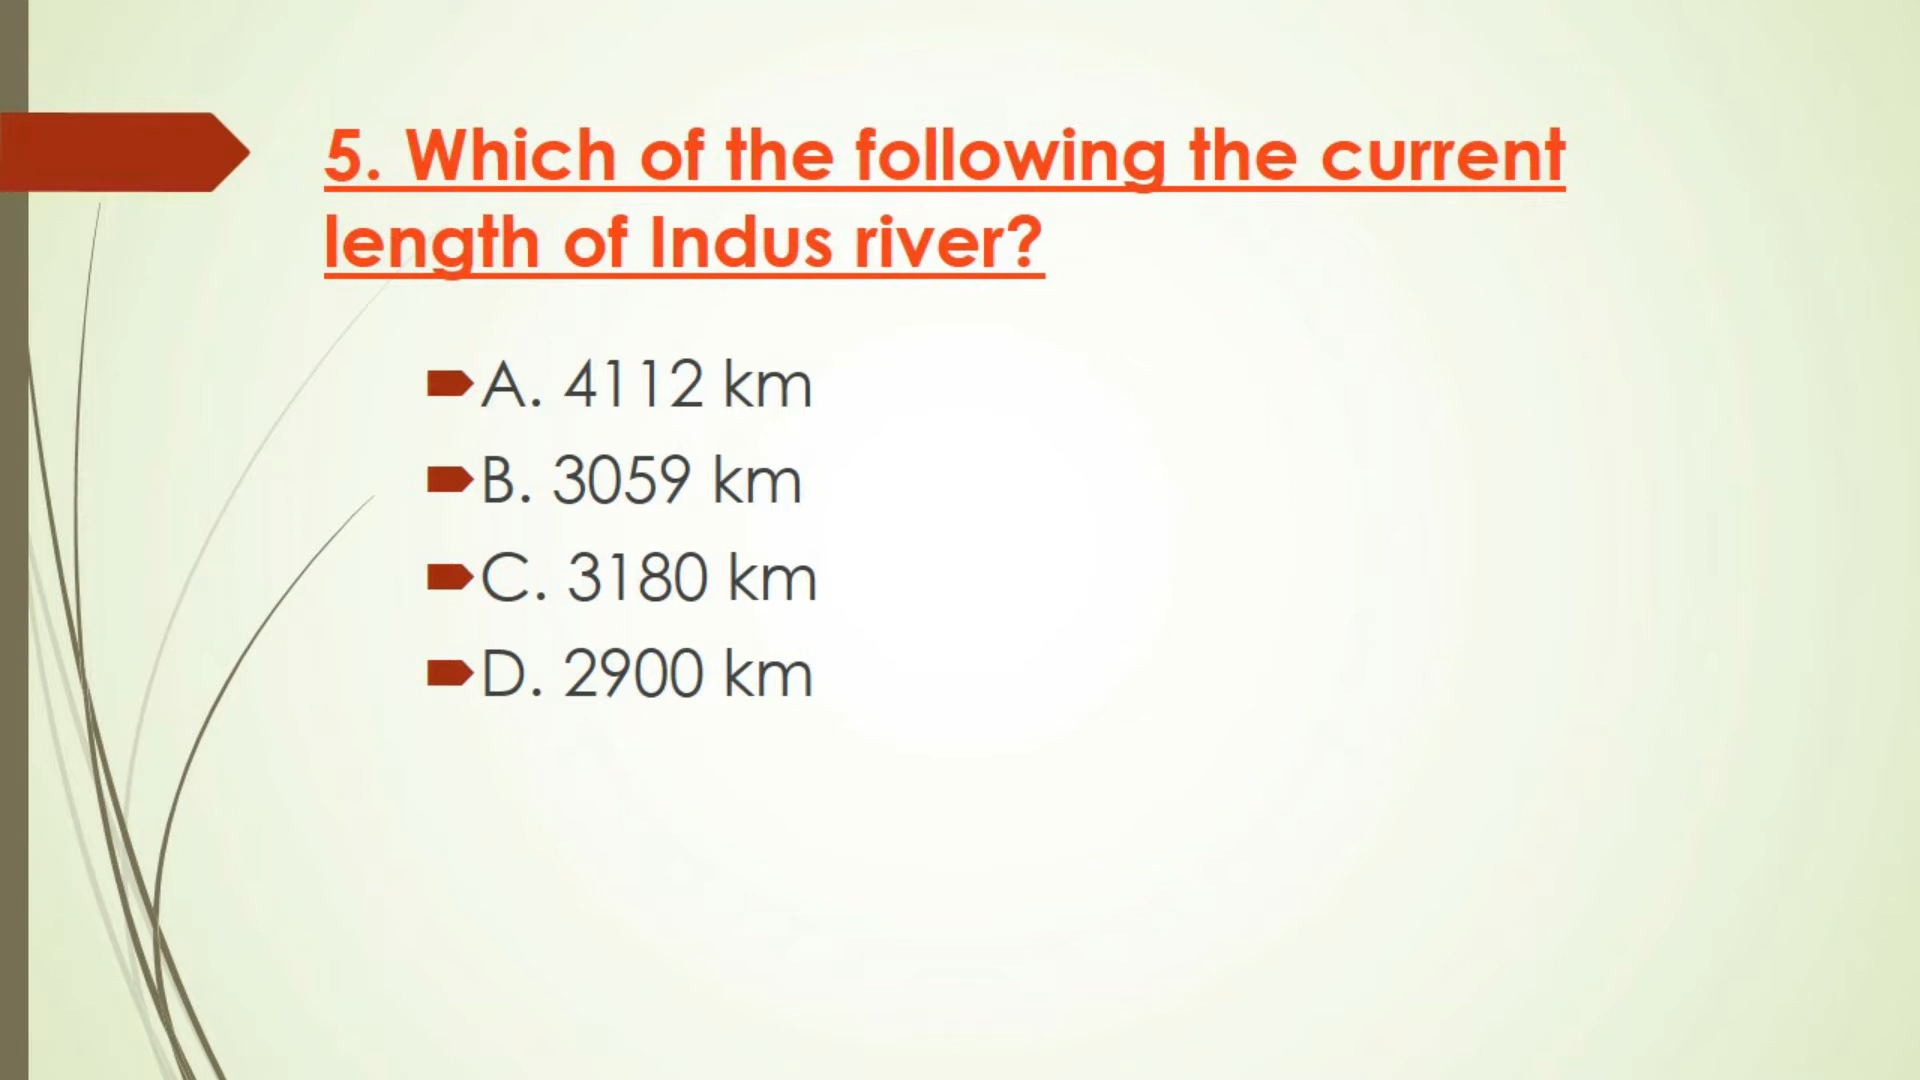 5. Which of the following the current
length of Indus river?
A. 4112 km
B. 3059 km
C. 3180 km
D. 2900 km